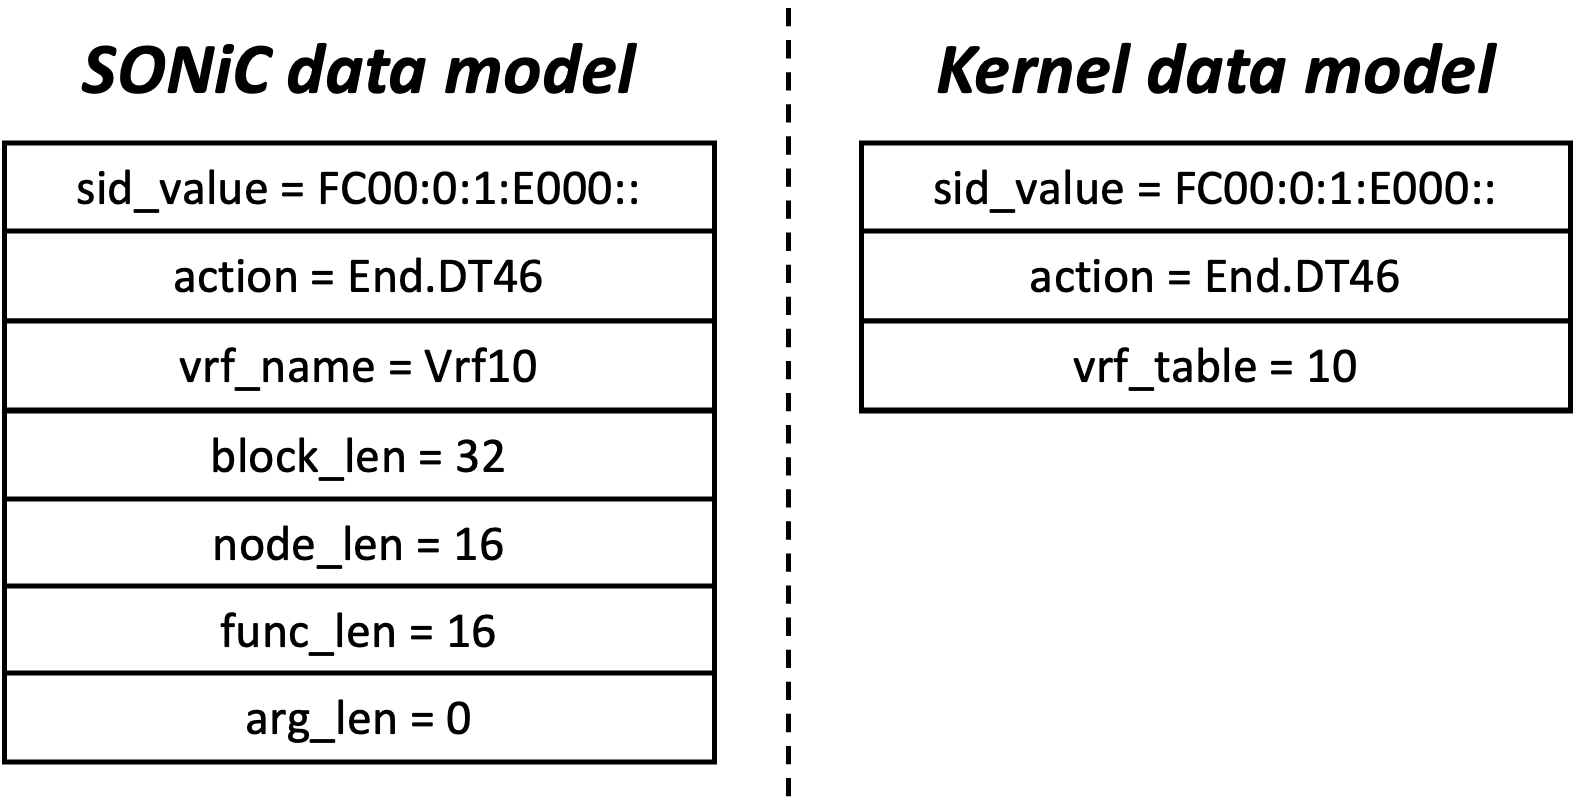 SONiC data model
sid_value = FC00:0:1:E000::
action = End.DT46
vrf_name = Vrf10
block_len = 32
node_len = 16
func_len = 16
arg_len = 0
Kernel data model
sid_value = FC00:0:1:E000::
action = End.DT46
vrf_table = 10